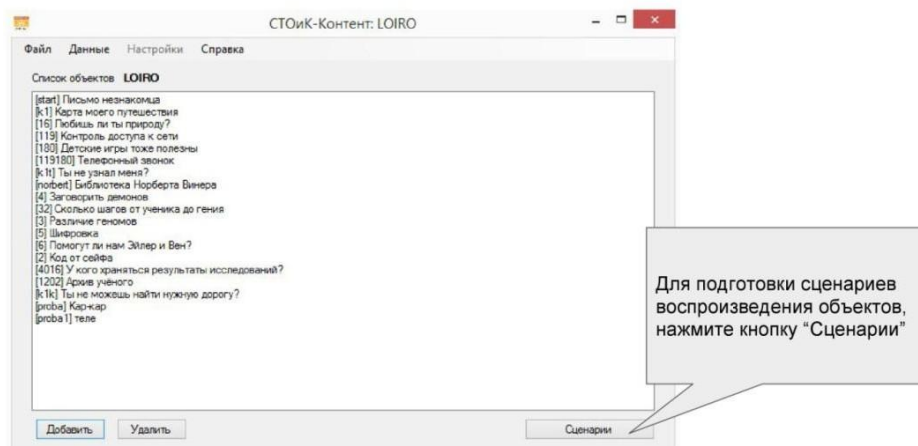 СТОиК-Контент: LOIRO
Файл Данные Настройки Справка
Список объектов LOIRO
[start] Письмо незнакомца
[k1] Карта моего путешествия
[16] Любишь ли ты природу?
[119] Контроль доступа к сети
[180] Детские игры тоже полезны
[119180] Телефонный звонок
[k1t] Ты не узнал меня?
[norbert] Библиотека Норберта Винера
[4] Заговорить демонов
[32] Сколько шагов от ученика до гения
[3] Различие геномов
[5] Шифровка
[6] Помогут ли нам Эйлер и Вен?
[2] Код от сейфа
[4016] У кого храняться результаты исследований?
[1202] Архив учёного
[k1k] Ты не можешь найти нужную дорогу?
[proba] Кар-кар
[proba1] теле
Добавить Удалить Сценарии
Для подготовки сценариев
воспроизведения объектов,
нажмите кнопку “Сценарии”